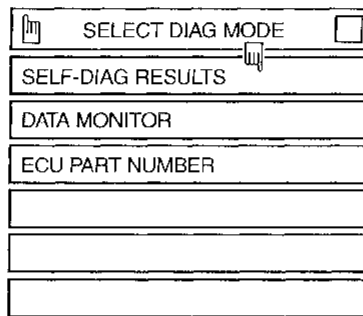 SELECT DIAG MODE
SELF-DIAG RESULTS
DATA MONITOR
ECU PART NUMBER